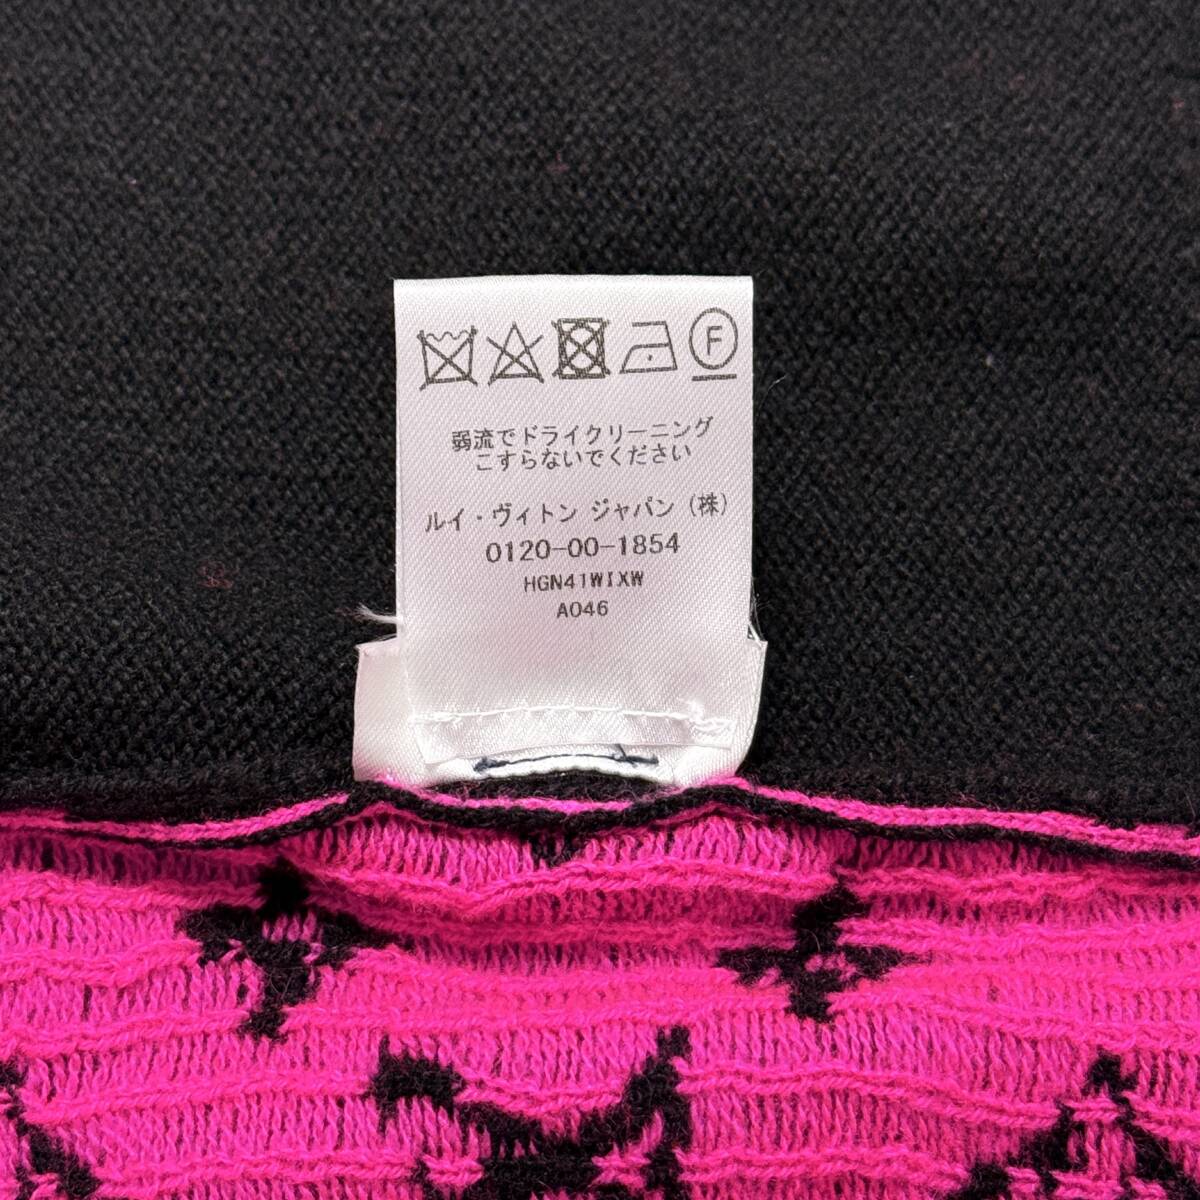 F
弱流でドライクリーニング
こすらないでください
ルイ・ヴィトン ジャパン (株)
0120-00-1854
HGN41WIXW
A046